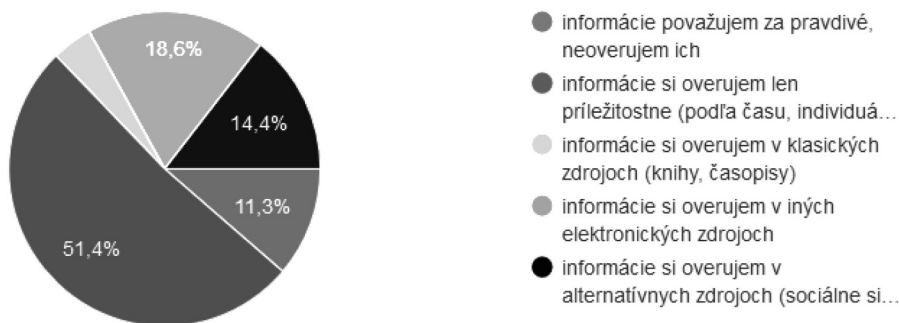 18,6%
14,4%
11,3%
51,4%
informácie považujem za pravdivé,
neoverujem ich
informácie si overujem len
príležitostne (podľa času, individuá…
informácie si overujem v klasických
zdrojoch (knihy, časopisy)
informácie si overujem v iných
elektronických zdrojoch
informácie si overujem v
alternatívnych zdrojoch (sociálne si…